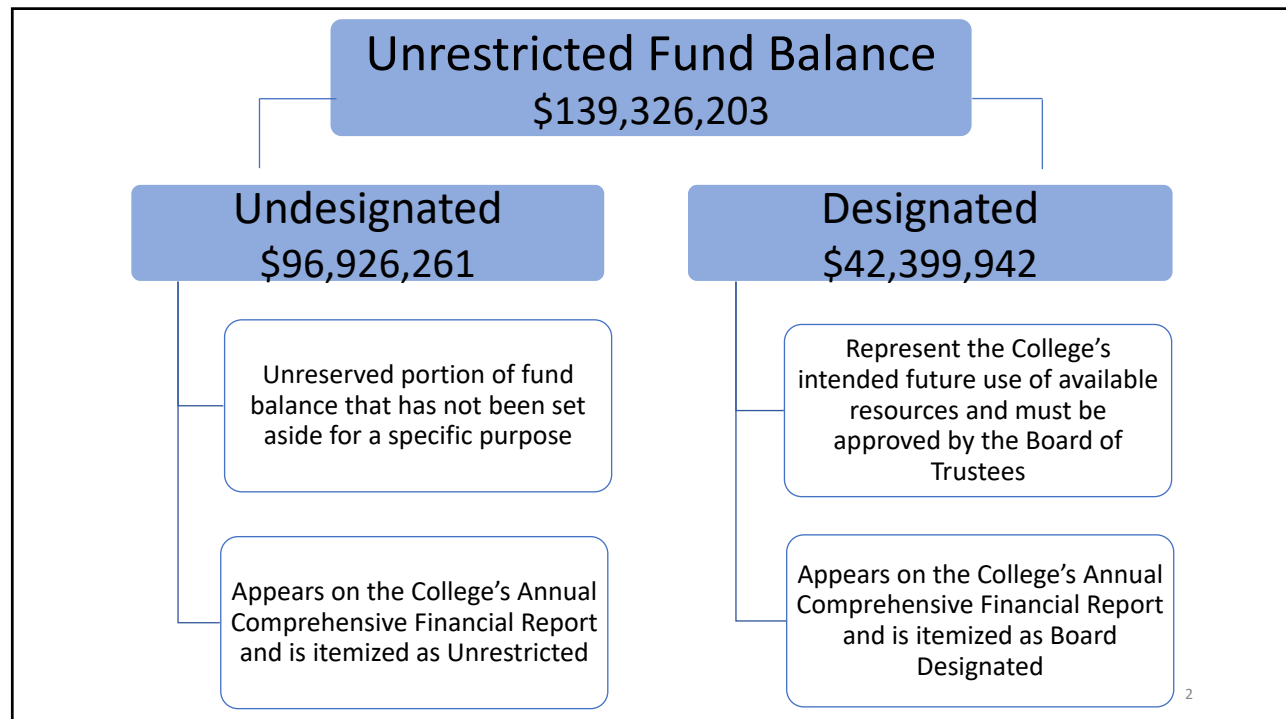 Unrestricted Fund Balance
$139,326,203
Undesignated
$96,926,261
Unreserved portion of fund
balance that has not been set
aside for a specific purpose
Appears on the College’s Annual
Comprehensive Financial Report
and is itemized as Unrestricted
Designated
$42,399,942
Represent the College’s
intended future use of available
resources and must be
approved by the Board of
Trustees
Appears on the College’s Annual
Comprehensive Financial Report
and is itemized as Board
Designated
2